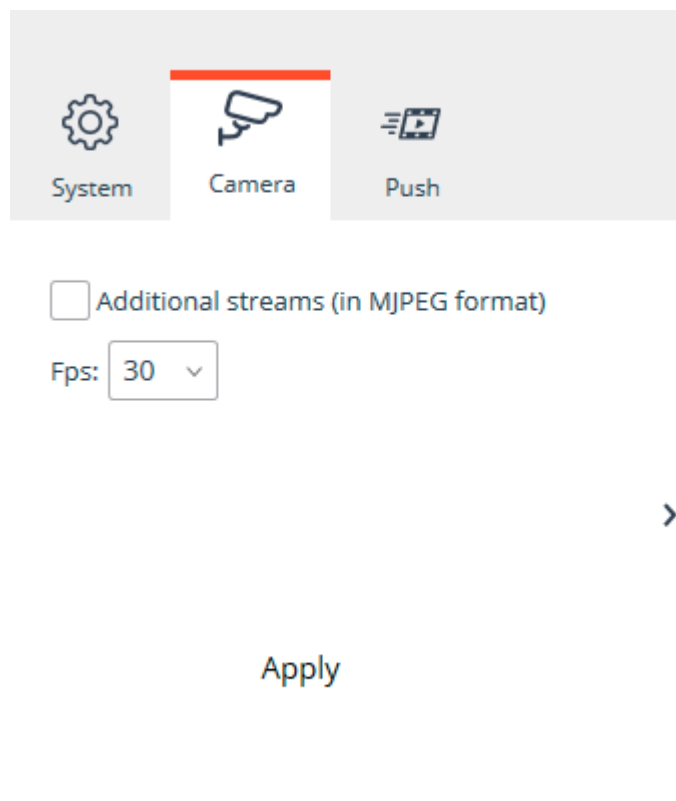 System Camera Push
Additional streams (in MJPEG format)
Fps: 30
Apply